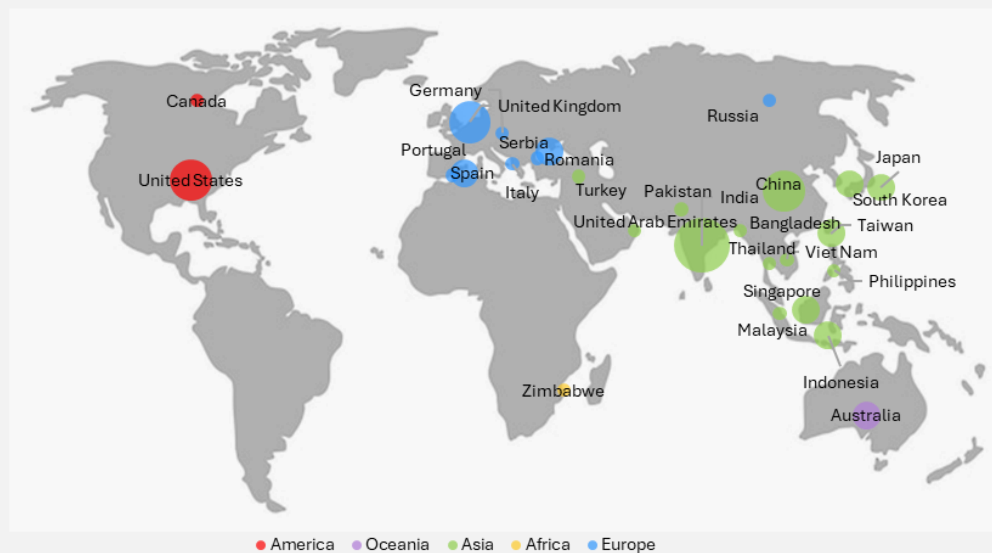 Germany
Canada
United Kingdom
Russia
Serbia
Portugal
Romania
Japan
Spain
United States
China
Italy
Turkey
Pakistan
India
South Korea
United Arab Emirates
Bangladesh
Taiwan
Thailand
Viet Nam
Philippines
Singapore
Malaysia
Indonesia
Zimbabwe
Australia
America Oceania Asia Africa Europe